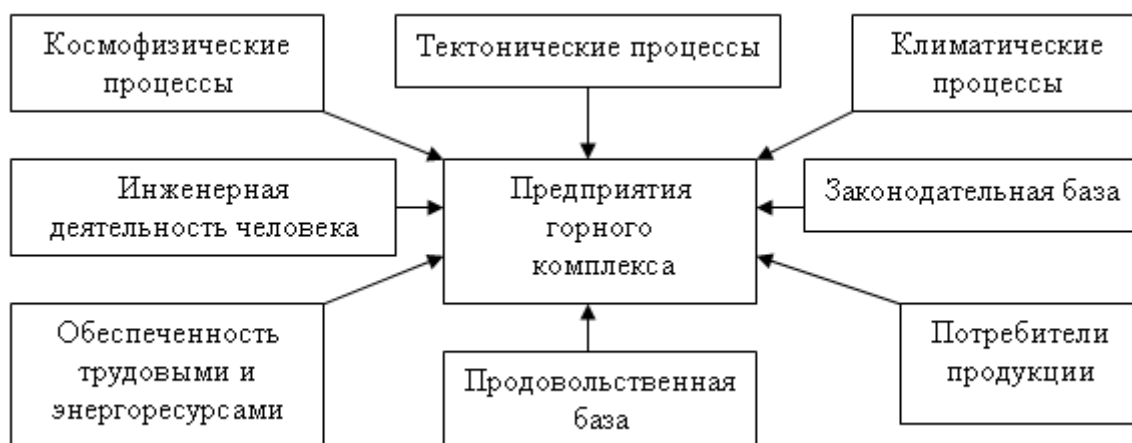 Космофизические
процессы
Тектонические процессы
Климатические
процессы
Инженерная
деятельность человека
Предприятия
горного
комплекса
Законодательная база
Обеспеченность
трудовыми и
энергоресурсами
Продовольственная
база
Потребители
продукции